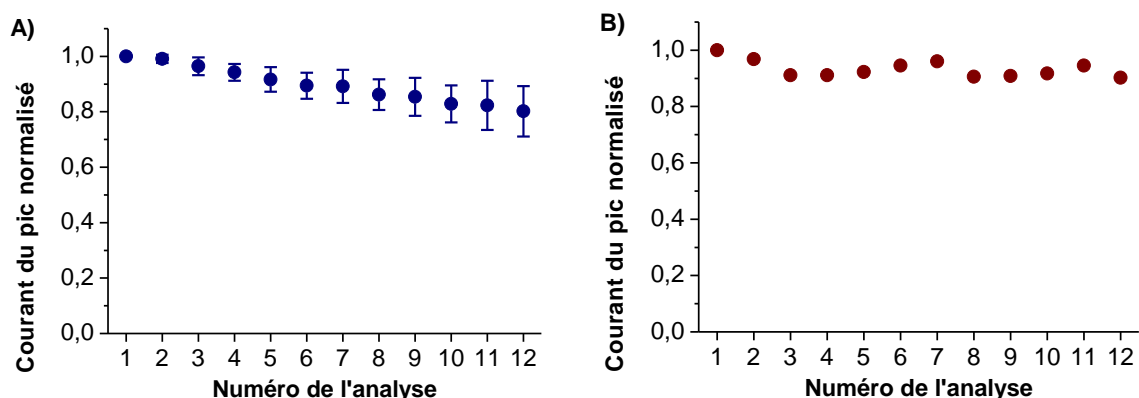 A)
Courant du pic normalisé
1,0
0,8
0,6
0,4
0,2
0,0
1 2 3 4 5 6 7 8 9 10 11 12
Numéro de l'analyse
B)
Courant du pic normalisé
1,0
0,8
0,6
0,4
0,2
0,0
1 2 3 4 5 6 7 8 9 10 11 12
Numéro de l'analyse